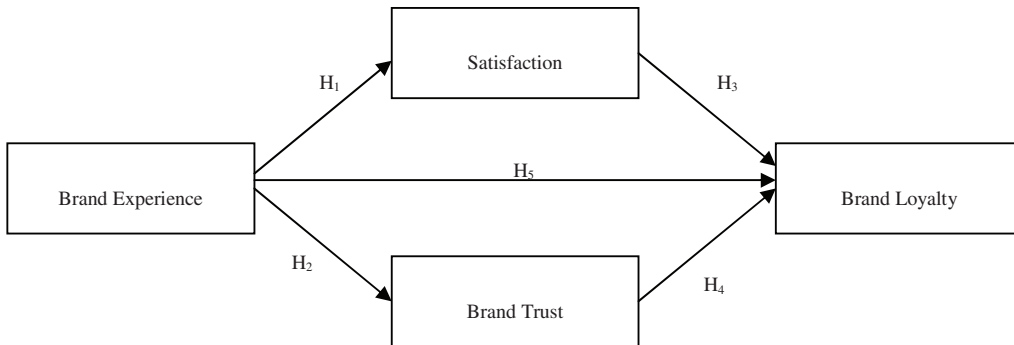 Satisfaction
H₁
H₃
Brand Experience
H₅
Brand Loyalty
H₂
H₄
Brand Trust